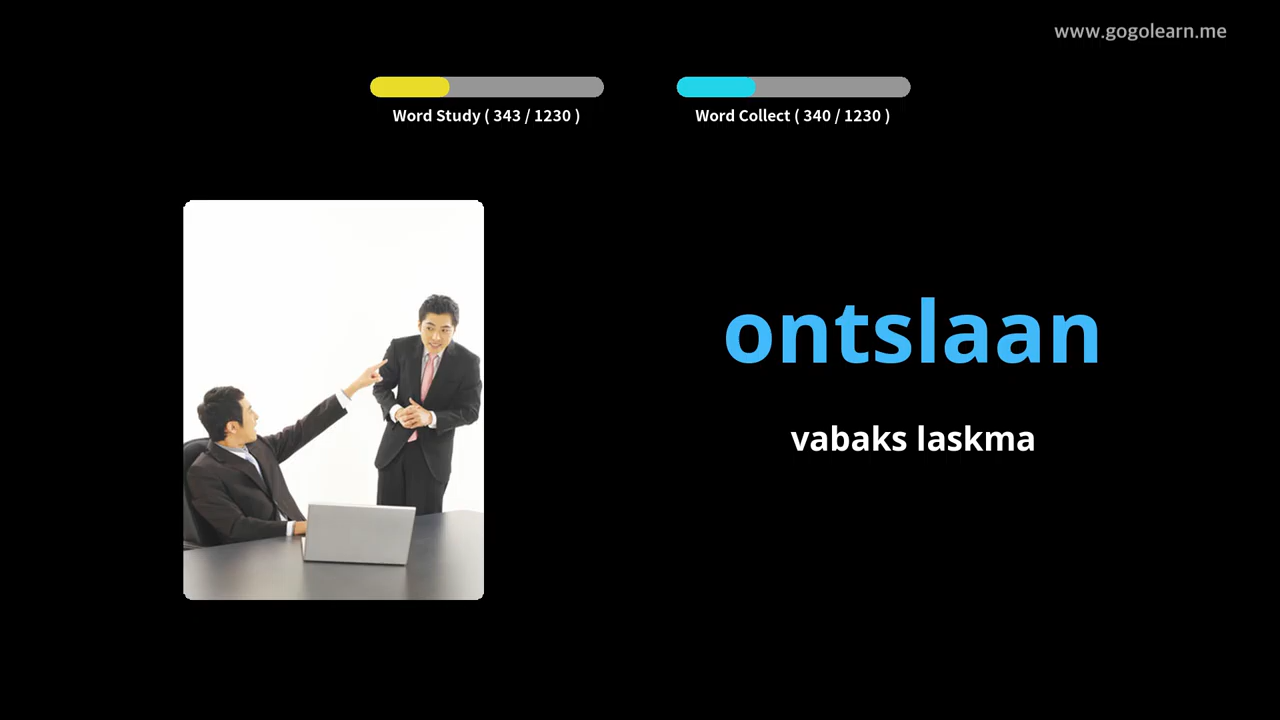 www.gogolearn.me
Word Study ( 343 / 1230 )
Word Collect ( 340 / 1230 )
ontslaan
vabaks laskma